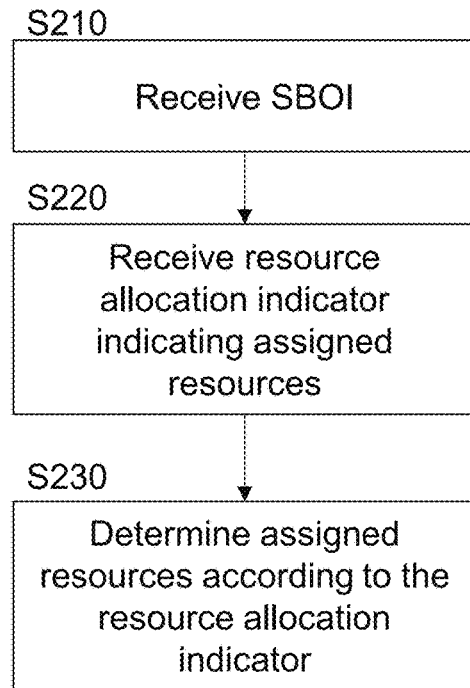 S210
Receive SBOI
S220
Receive resource
allocation indicator
indicating assigned
resources
S230
Determine assigned
resources according to the
resource allocation
indicator